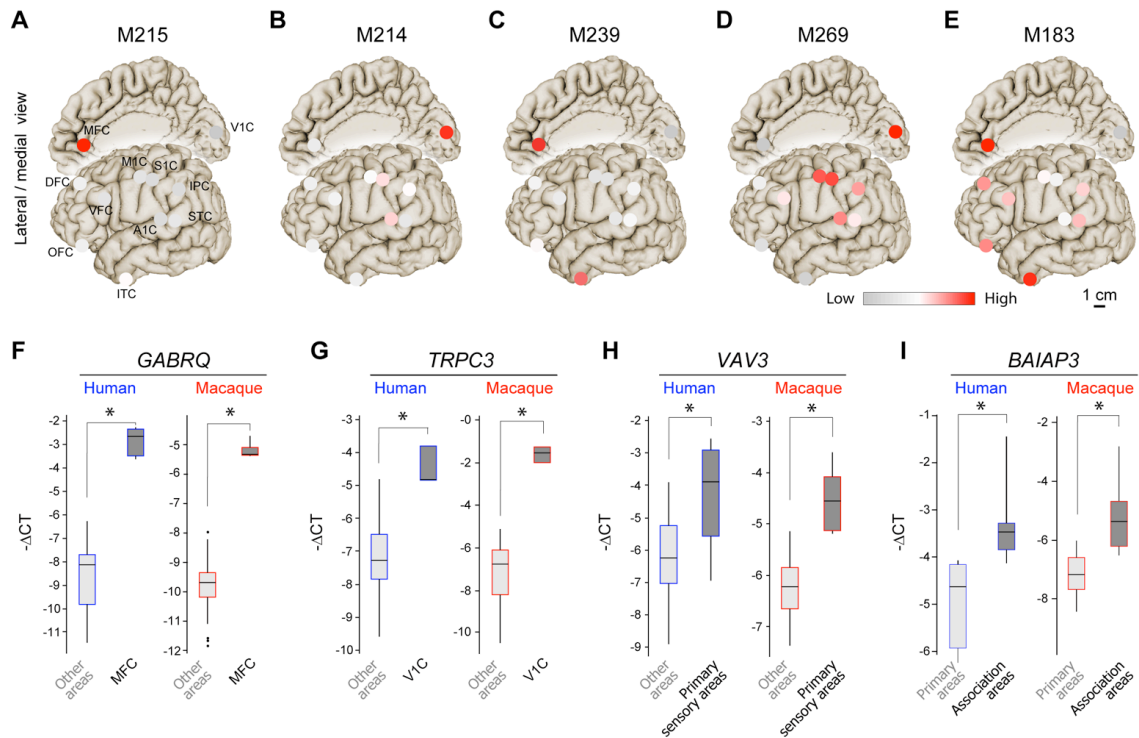 A
B
C
D
E
M215
M214
M239
M269
M183
Lateral / medial view
MFC
V1C
M1C
S1C
DFC
IPC
VFC
STC
A1C
OFC
ITC
Low
High
1 cm
F
G
H
I
GABRQ
TRPC3
VAV3
BAIAP3
Human
Macaque
Human
Macaque
Human
Macaque
Human
Macaque
-ΔCT
-2
-3
-4
-5
-6
-7
-8
-9
-10
-11
*
Other areas
MFC
-5
-6
-7
-8
-9
-10
-11
-12
*
Other areas
MFC
-ΔCT
-3
-4
-5
-6
-7
-8
-9
-10
*
Other areas
V1C
-0
-2
-4
-6
-8
-10
*
Other areas
V1C
-ΔCT
-2
-3
-4
-5
-6
-7
-8
-9
*
Other areas
Primary sensory areas
-3
-4
-5
-6
-7
*
Other areas
Primary sensory areas
-ΔCT
-1
-2
-3
-4
-5
-6
*
Primary areas
Association areas
-2
-4
-6
-8
*
Primary areas
Association areas